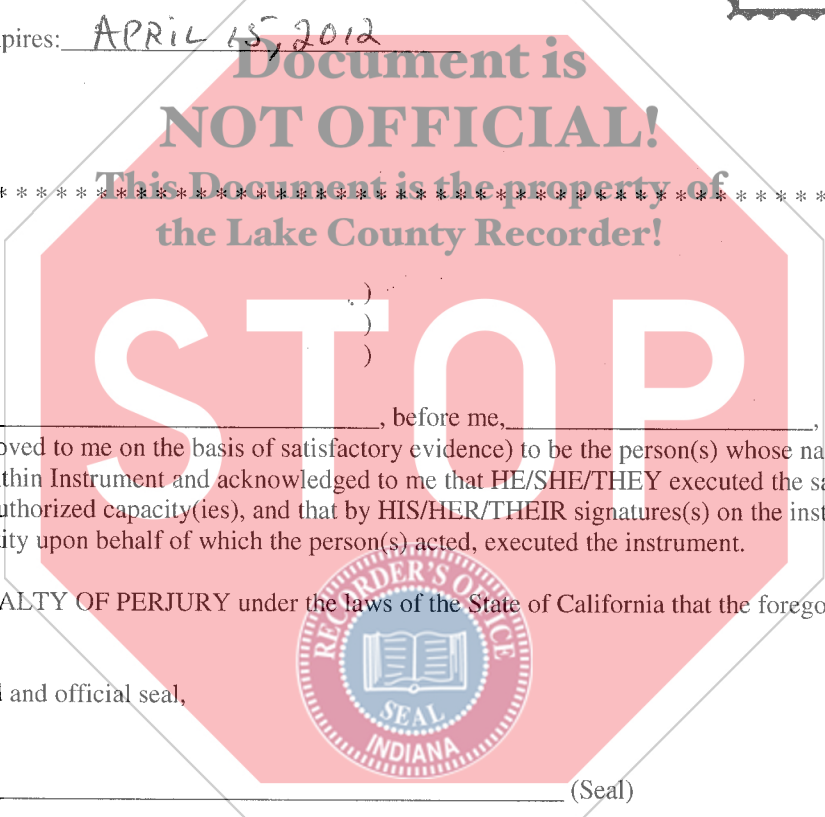 pires: APRIL 15, 2012
Document is
NOT OFFICIAL!
* * * * * * * * * * * * * * * * * * * * * * * * * * * * * * * * * * * * * * * * * * * *
This Document is the property of
the Lake County Recorder!
)
)
)
STOP
, before me, ,
oved to me on the basis of satisfactory evidence) to be the person(s) whose na
thin Instrument and acknowledged to me that HE/SHE/THEY executed the sa
uthorized capacity(ies), and that by HIS/HER/THEIR signatures(s) on the inst
ity upon behalf of which the person(s) acted, executed the instrument.
ALTY OF PERJURY under the laws of the State of California that the forego
RECORDER'S OFFICE
SEAL
INDIANA
and official seal,
(Seal)